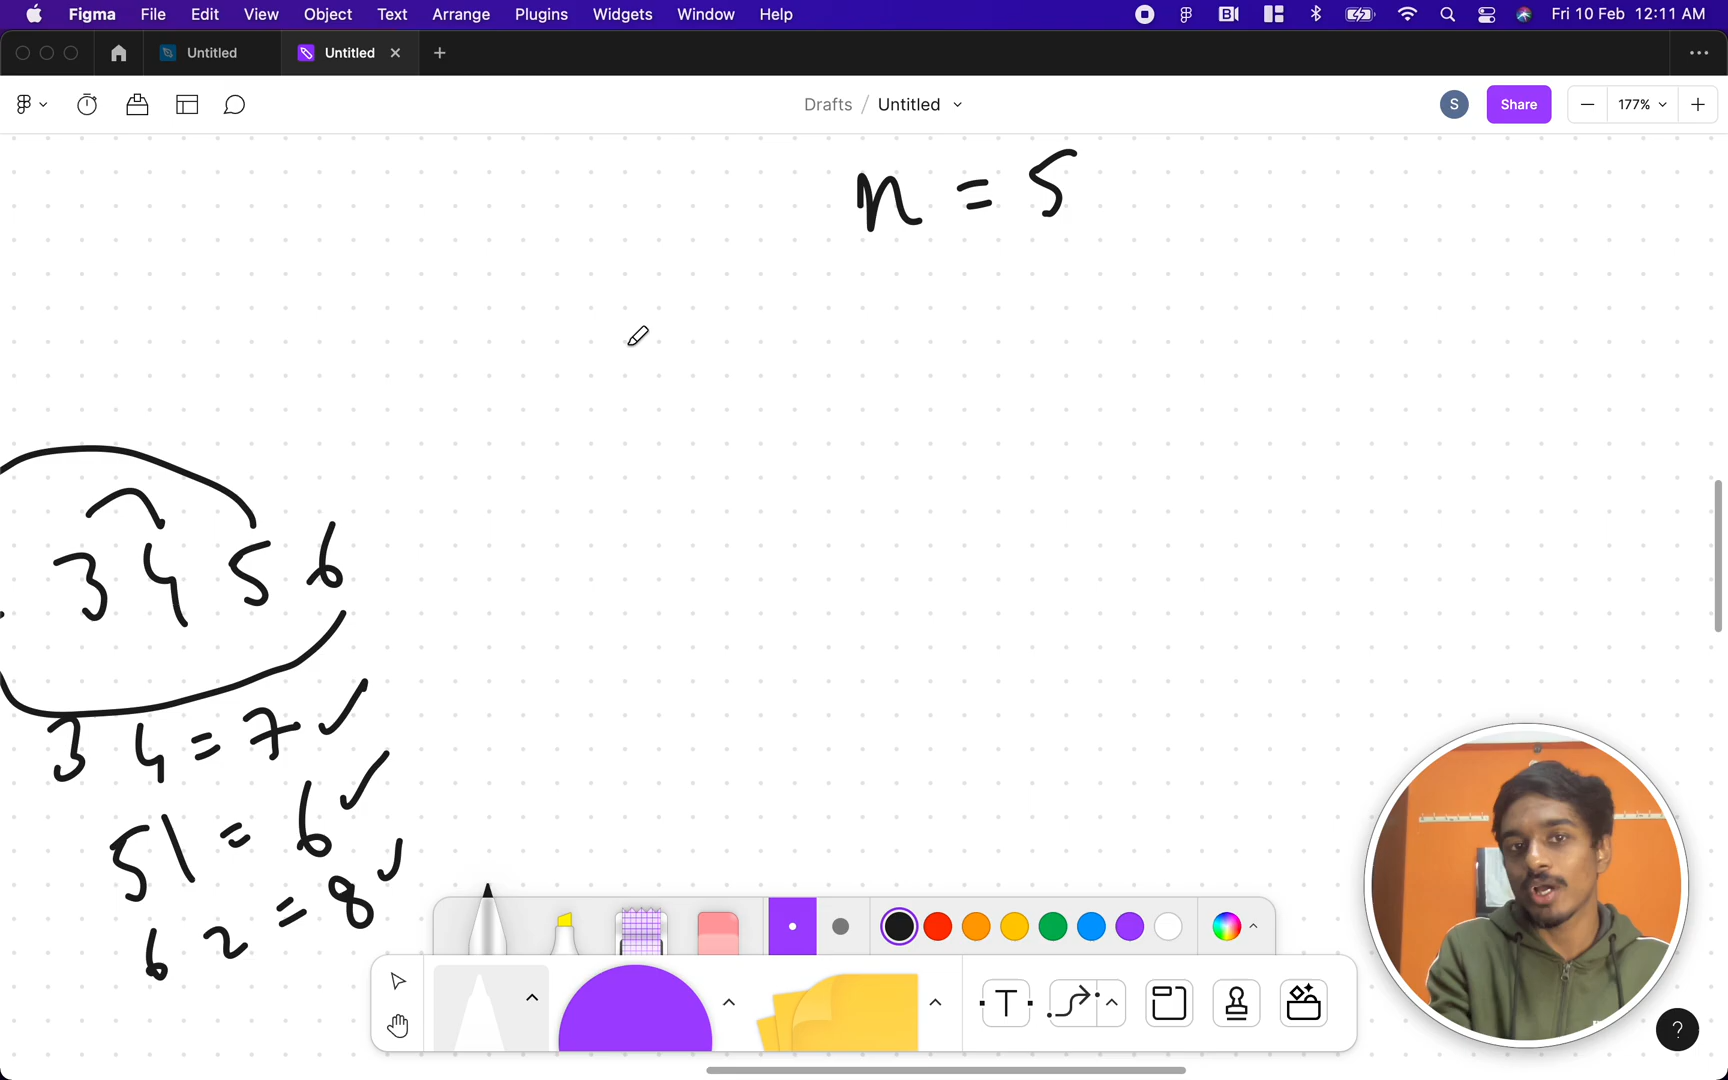 Figma File Edit View Object Text Arrange Plugins Widgets Window Help Fri 10 Feb 12:11 AM
Untitled Untitled
Drafts / Untitled S Share 177%
n = 5
3 4 5 6
3 4 = 7 ✓
5 1 = 6 ✓
6 2 = 8 ✓
T
?